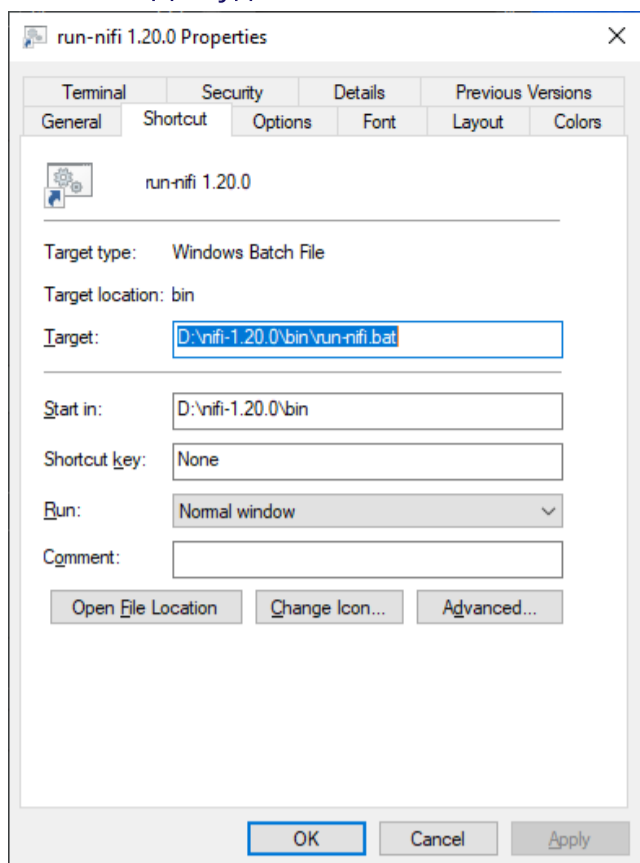 run-nifi 1.20.0 Properties
Terminal Security Details Previous Versions
General Shortcut Options Font Layout Colors
run-nifi 1.20.0
Target type: Windows Batch File
Target location: bin
Target: D:\nifi-1.20.0\bin\run-nifi.bat
Start in: D:\nifi-1.20.0\bin
Shortcut key: None
Run: Normal window
Comment:
Open File Location Change Icon... Advanced...
OK Cancel Apply